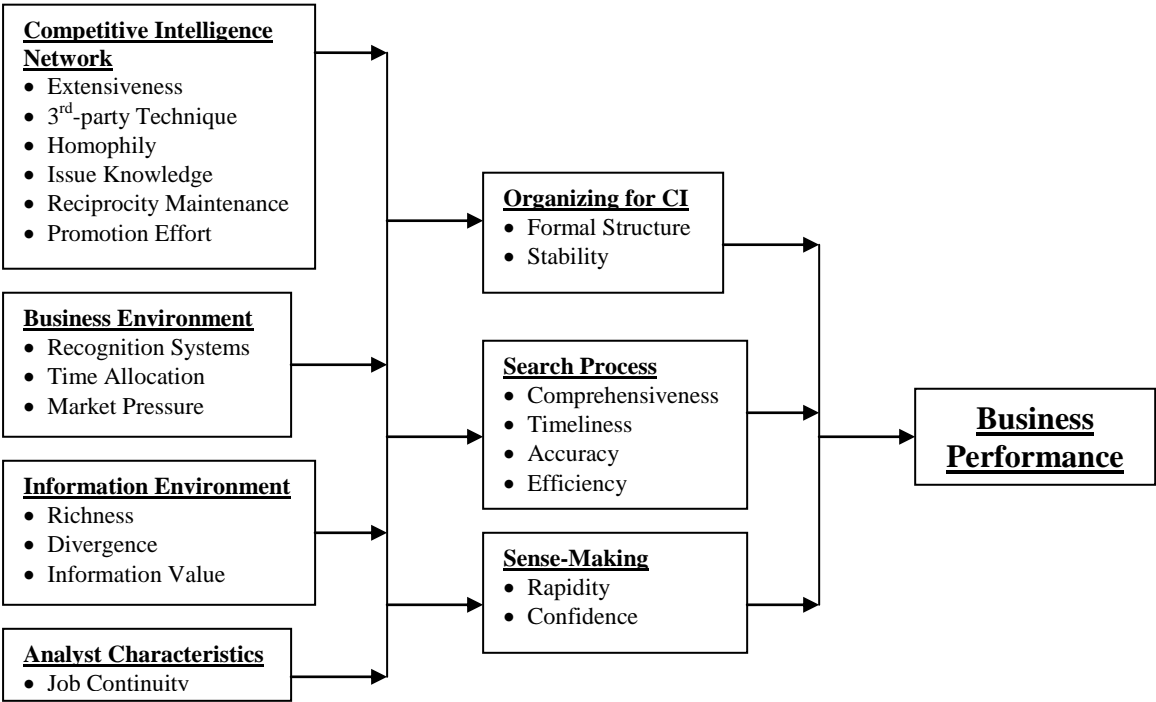 Competitive Intelligence
Network
• Extensiveness
• 3rd-party Technique
• Homophily
• Issue Knowledge
• Reciprocity Maintenance
• Promotion Effort
Business Environment
• Recognition Systems
• Time Allocation
• Market Pressure
Information Environment
• Richness
• Divergence
• Information Value
Analyst Characteristics
• Job Continuity
Organizing for CI
• Formal Structure
• Stability
Search Process
• Comprehensiveness
• Timeliness
• Accuracy
• Efficiency
Sense-Making
• Rapidity
• Confidence
Business
Performance